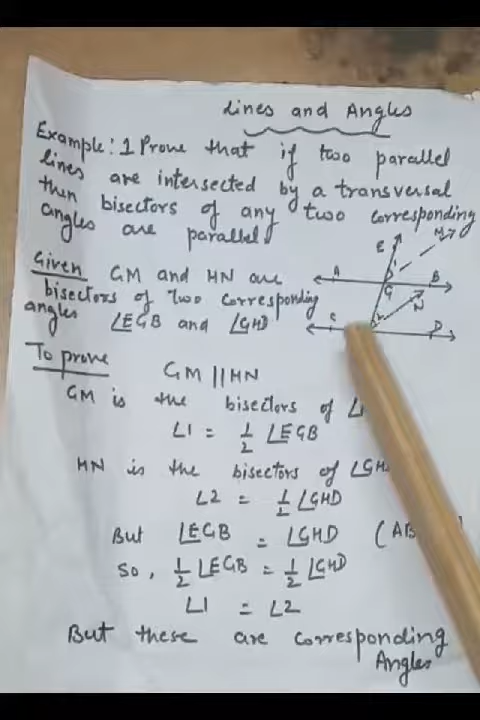 Lines and Angles
Example: 1 Prove that if two parallel
lines are intersected by a transversal
then bisectors of any two corresponding
angles are parallel
Given GM and HN are
bisectors of two corresponding
angles ∠EGB and ∠GHD
E
M
A
B
G
N
C
D
To prove GM || HN
GM is the bisectors of
∠1 = 1/2 ∠EGB
HN is the bisectors of ∠GH
∠2 = 1/2 ∠GHD
But ∠EGB = ∠GHD (AB
So, 1/2 ∠EGB = 1/2 ∠GHD
∠1 = ∠2
But these are corresponding
Angles